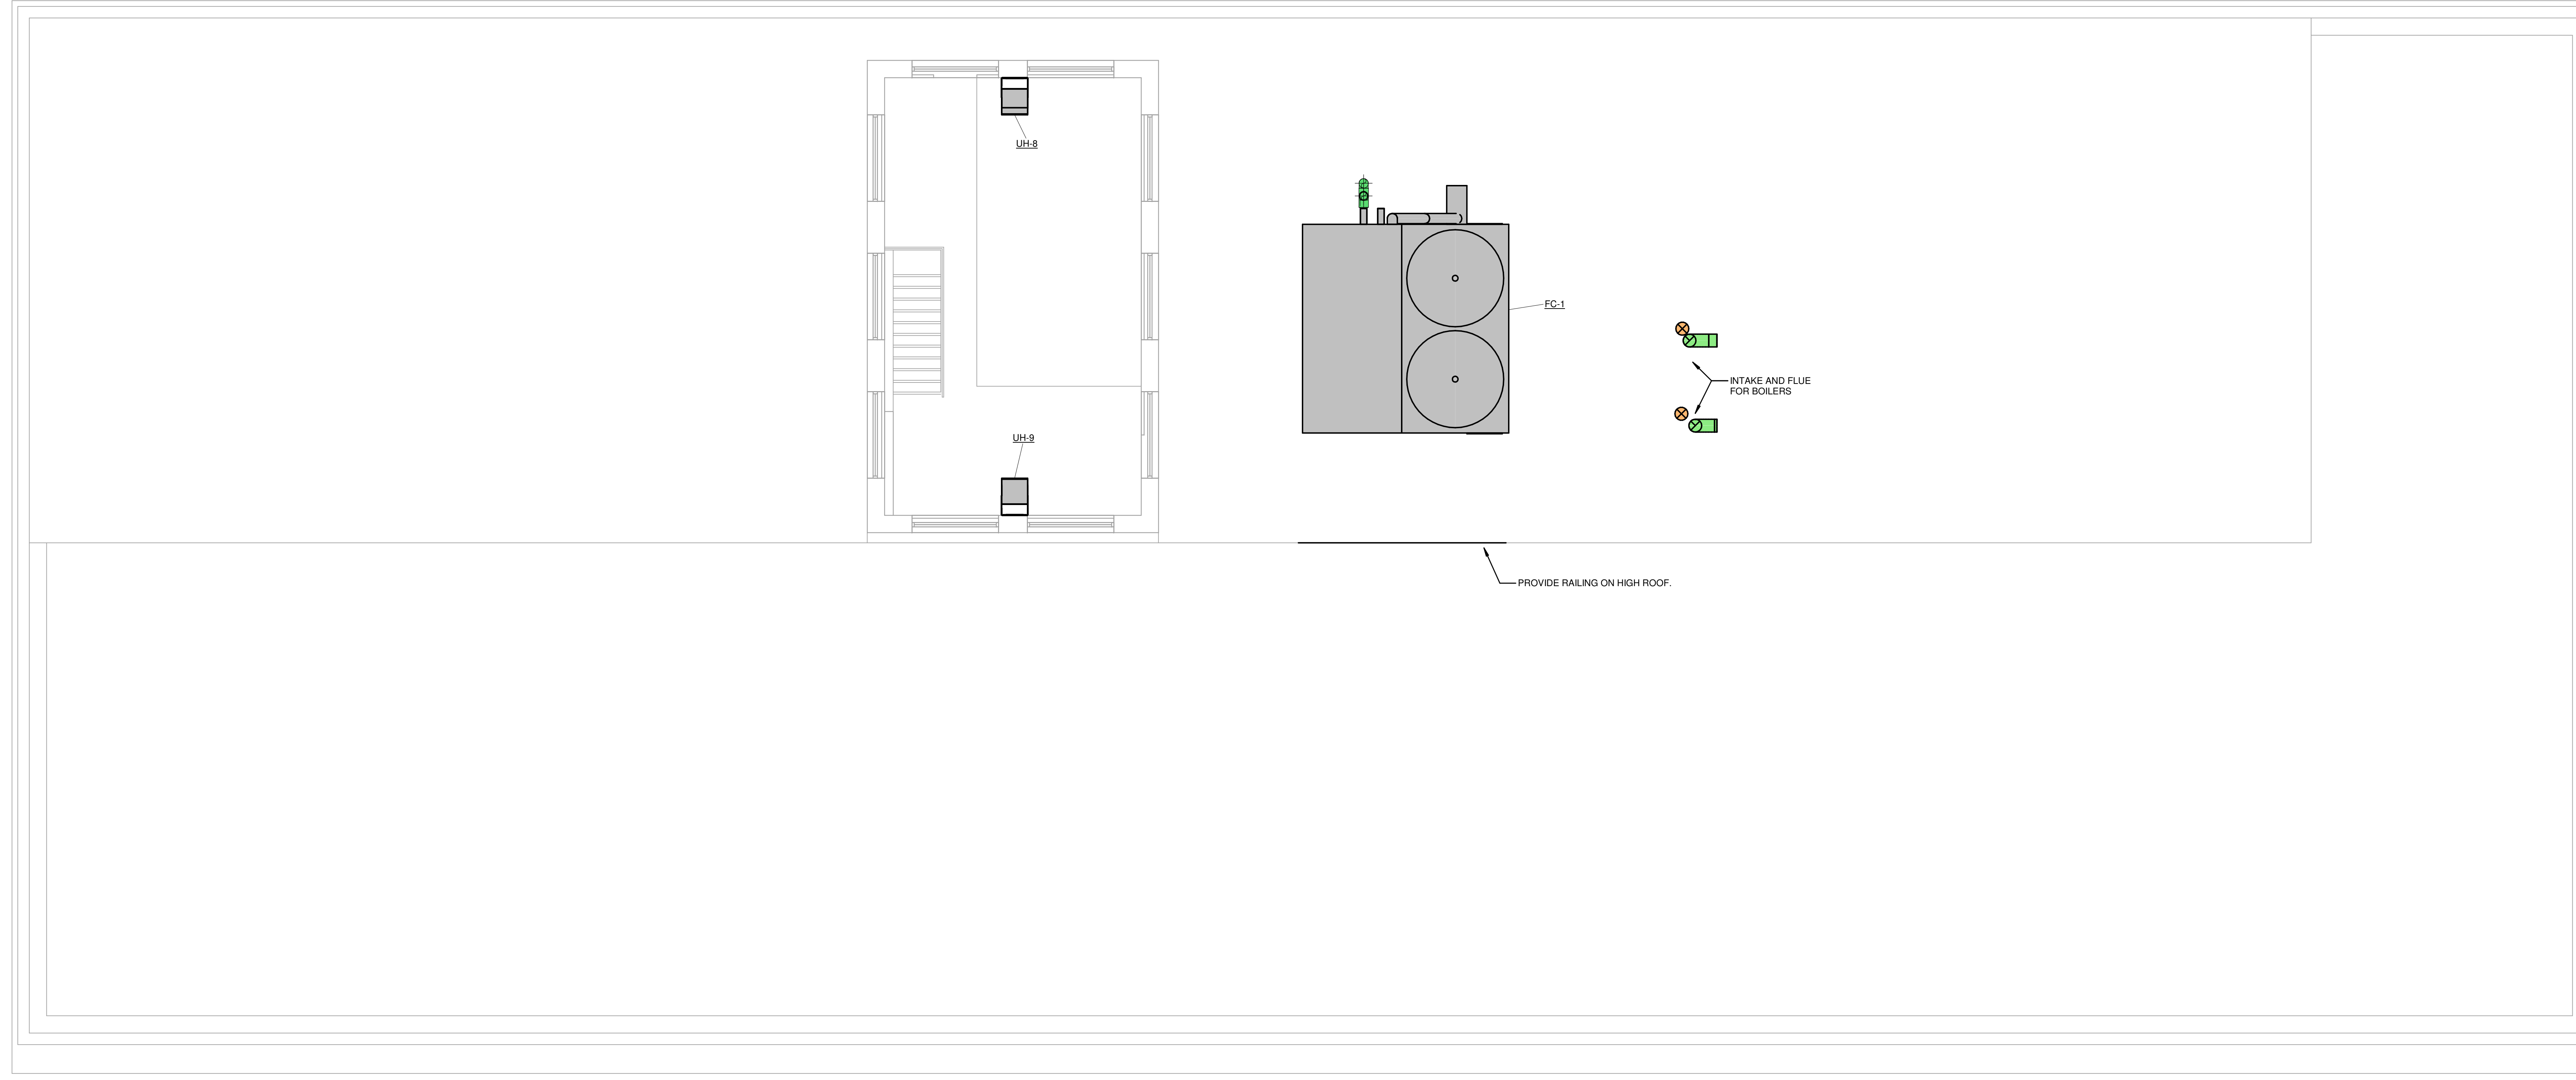 UH-8
FC-1
INTAKE AND FLUE
FOR BOILERS
UH-9
PROVIDE RAILING ON HIGH ROOF.